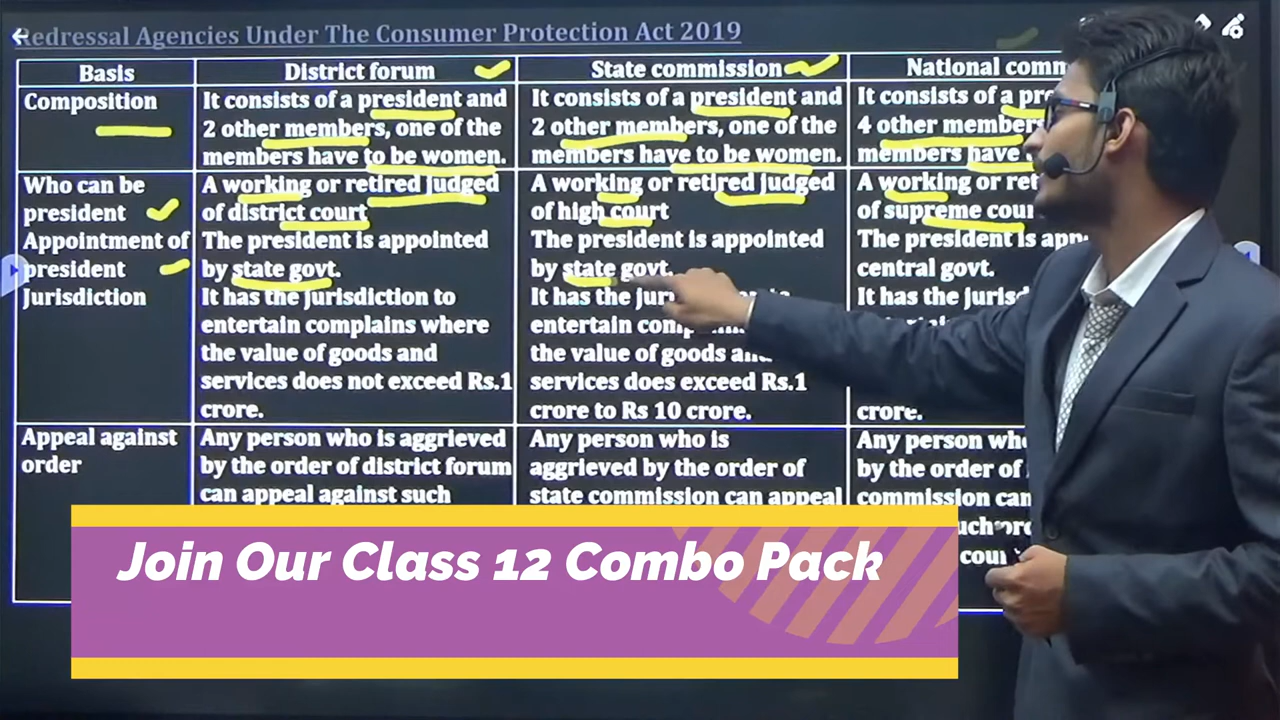 Redressal Agencies Under The Consumer Protection Act 2019
Basis
District forum
State commission
National
Composition
It consists of a president and
2 other members, one of the
members have to be women.
It consists of a president and
2 other members, one of the
members have to be women.
It consists of a
4 other members
members have
Who can be
president
A working or retired Judged
of district court
A working or retired Judged
of high court
A working or
of supreme
Appointment of
president
The president is appointed
by state govt.
The president is appointed
by state govt.
The president is
central govt.
Jurisdiction
It has the jurisdiction to
entertain complains where
the value of goods and
services does not exceed Rs.1
crore.
It has the
entertain
the value of goods
services does exceed Rs.1
crore to Rs 10 crore.
It has the
crore.
Appeal against
order
Any person who is aggrieved
by the order of district forum
can appeal against such
Any person who is
aggrieved by the order of
state commission can appeal
Any person
by the order of
commission can
Join Our Class 12 Combo Pack